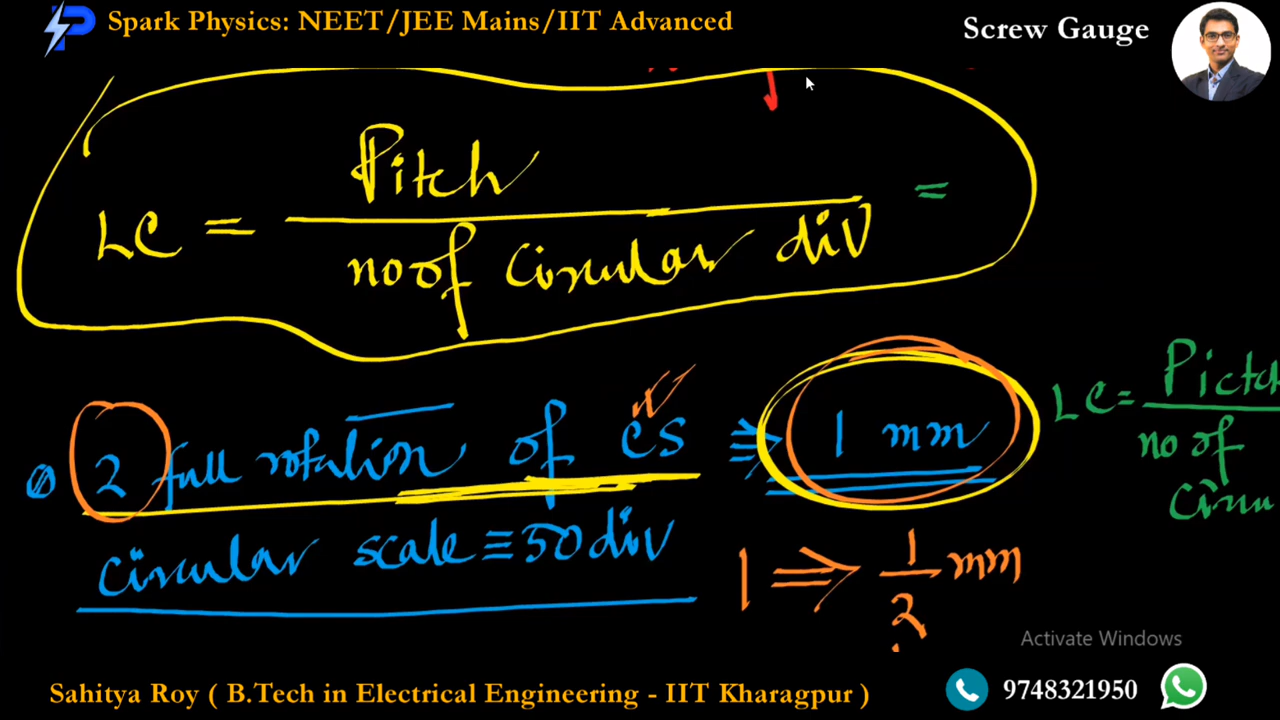 Spark Physics: NEET/JEE Mains/IIT Advanced
Screw Gauge
LC = Pitch / no of circular div =
2 full rotation of CS ⇛ 1 mm
circular scale ≡ 50 div
1 ⇒ 1/2 mm
LC = Pictch / no of Circu
Activate Windows
Sahitya Roy ( B.Tech in Electrical Engineering - IIT Kharagpur )
9748321950